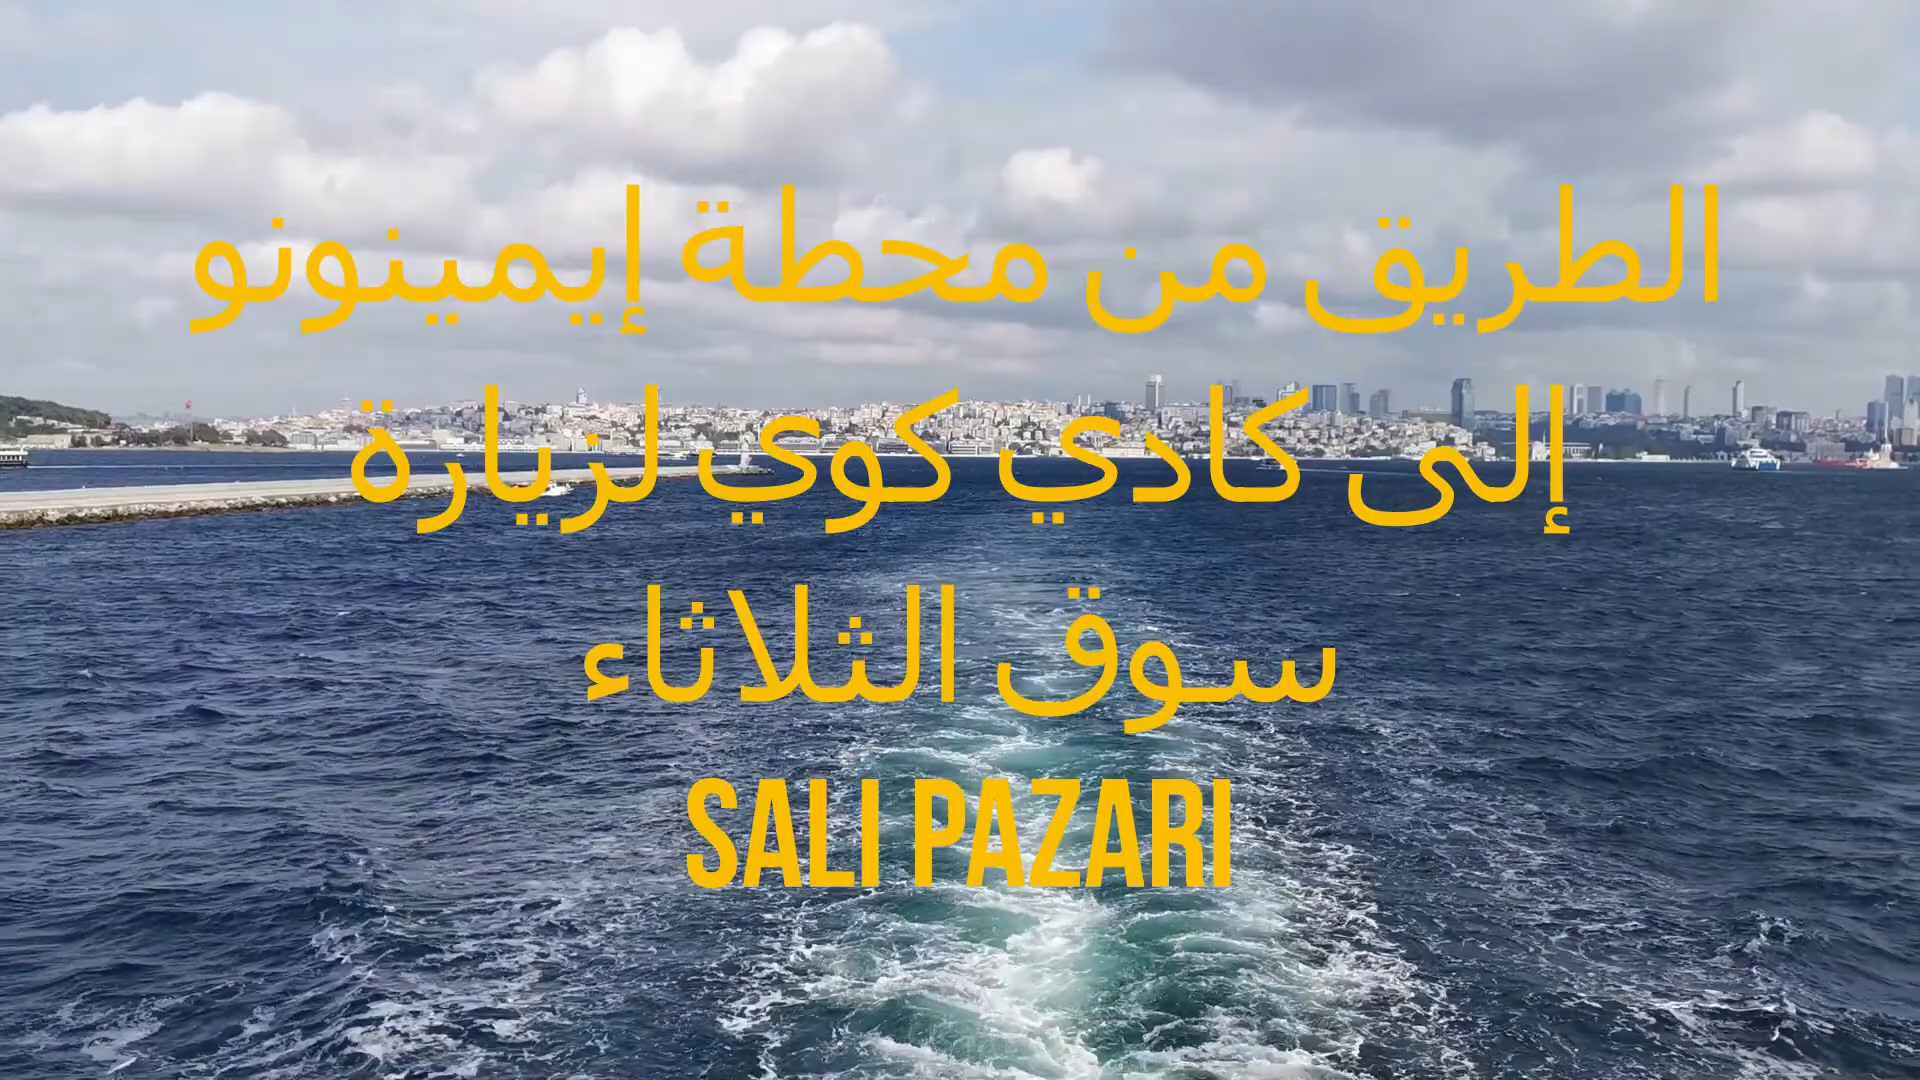 الطريق من محطة إيمينونو
إلى كادي كوي لزيارة
سوق الثلاثاء
SALI PAZARI